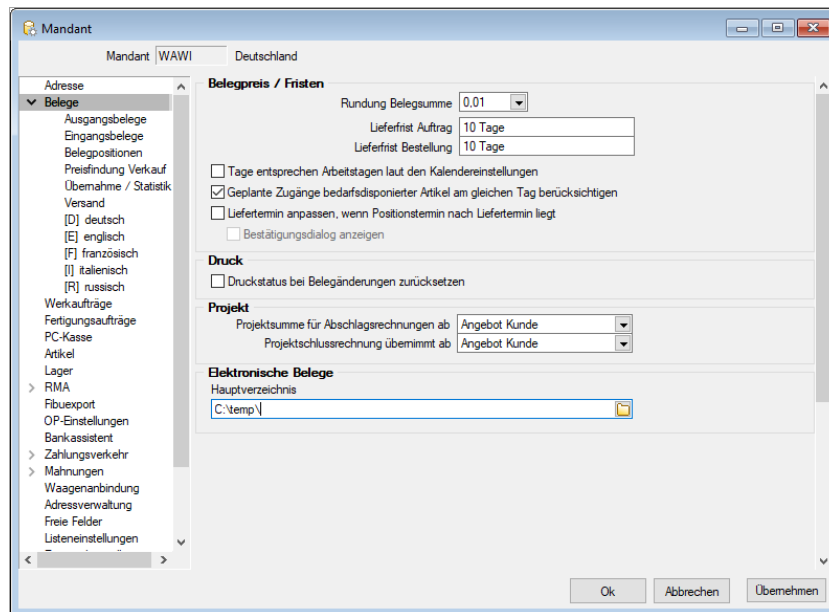 Mandant
Mandant WAWI Deutschland
Adresse
Belege
Ausgangsbelege
Eingangsbelege
Belegpositionen
Preisfindung Verkauf
Übernahme / Statistik
Versand
[D] deutsch
[E] englisch
[F] französisch
[I] italienisch
[R] russisch
Werkaufträge
Fertigungsaufträge
PC-Kasse
Artikel
Lager
RMA
Fibuexport
OP-Einstellungen
Bankassistent
Zahlungsverkehr
Mahnungen
Waagenanbindung
Adressverwaltung
Freie Felder
Listeneinstellungen
Belegpreis / Fristen
Rundung Belegsumme 0,01
Lieferfrist Auftrag 10 Tage
Lieferfrist Bestellung 10 Tage
Tage entsprechen Arbeitstagen laut den Kalendereinstellungen
Geplante Zugänge bedarfsdisponierter Artikel am gleichen Tag berücksichtigen
Liefertermin anpassen, wenn Positionstermin nach Liefertermin liegt
Bestätigungsdialog anzeigen
Druck
Druckstatus bei Belegänderungen zurücksetzen
Projekt
Projektsumme für Abschlagsrechnungen ab Angebot Kunde
Projektschlussrechnung übernimmt ab Angebot Kunde
Elektronische Belege
Hauptverzeichnis
C:\temp\
Ok Abbrechen Übernehmen